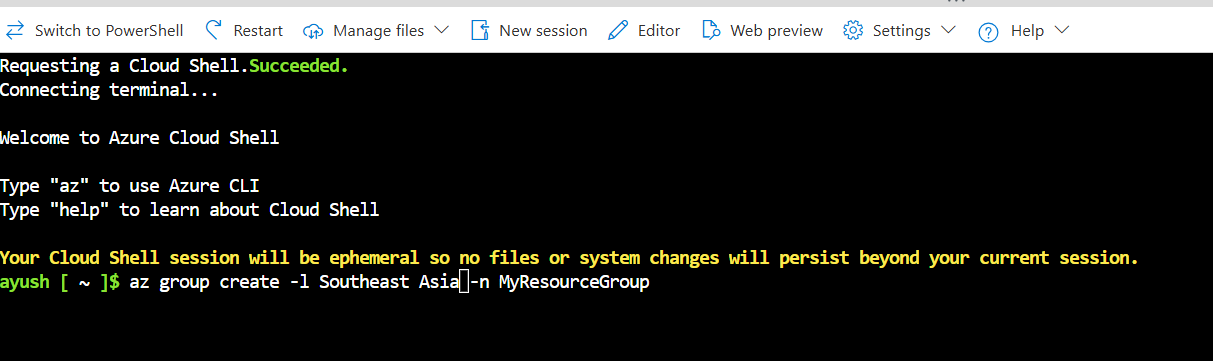 Switch to PowerShell Restart Manage files New session Editor Web preview Settings Help
Requesting a Cloud Shell.Succeeded.
Connecting terminal...
Welcome to Azure Cloud Shell
Type "az" to use Azure CLI
Type "help" to learn about Cloud Shell
Your Cloud Shell session will be ephemeral so no files or system changes will persist beyond your current session.
ayush [ ~ ]$ az group create -l Southeast Asia -n MyResourceGroup